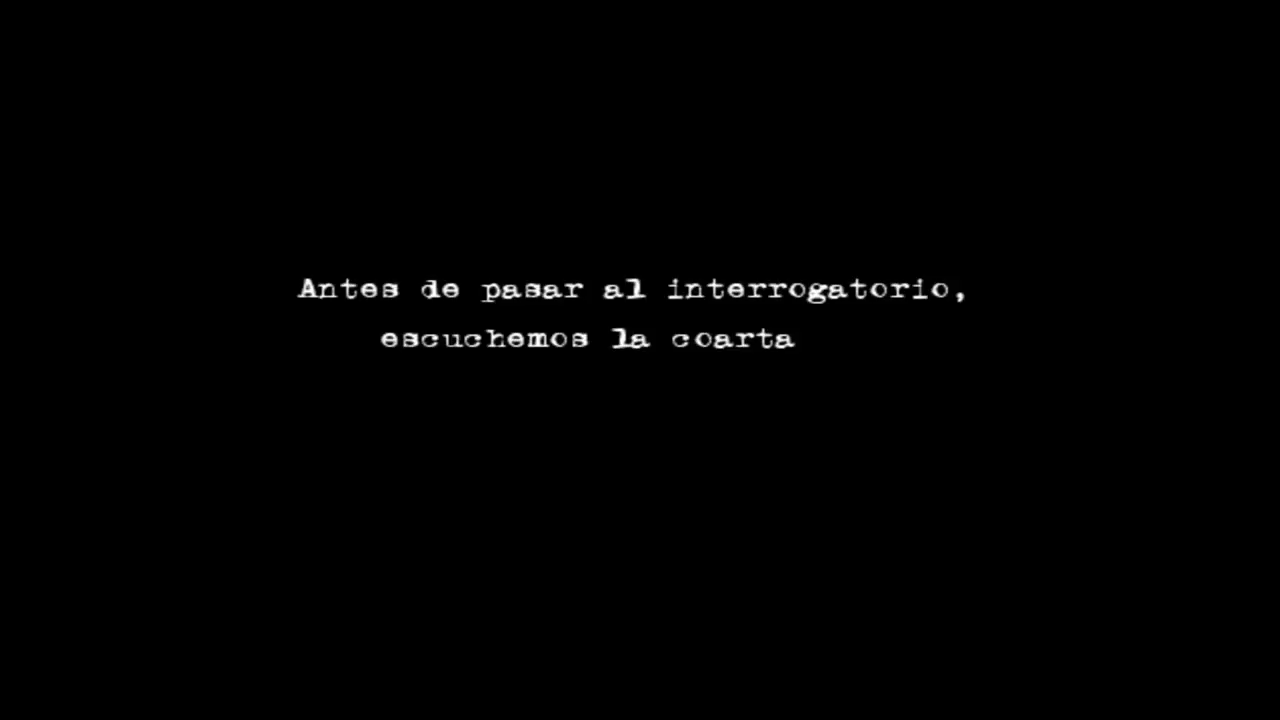 Antes de pasar al interrogatorio,
escuchemos la coarta